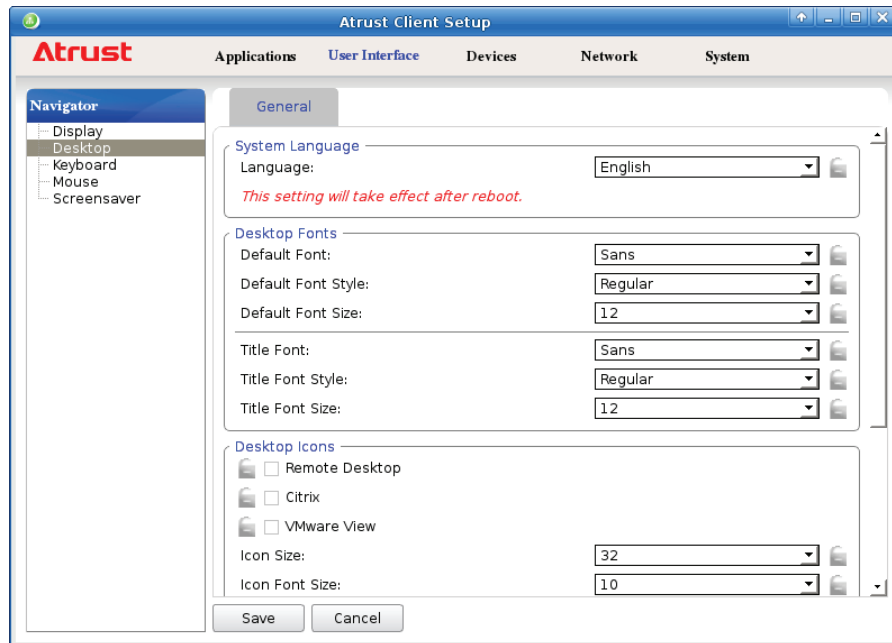 Atrust Client Setup
Atrust
Applications User Interface Devices Network System
Navigator
Display
Desktop
Keyboard
Mouse
Screensaver
General
System Language
Language: English
This setting will take effect after reboot.
Desktop Fonts
Default Font: Sans
Default Font Style: Regular
Default Font Size: 12
Title Font: Sans
Title Font Style: Regular
Title Font Size: 12
Desktop Icons
Remote Desktop
Citrix
VMware View
Icon Size: 32
Icon Font Size: 10
Save Cancel